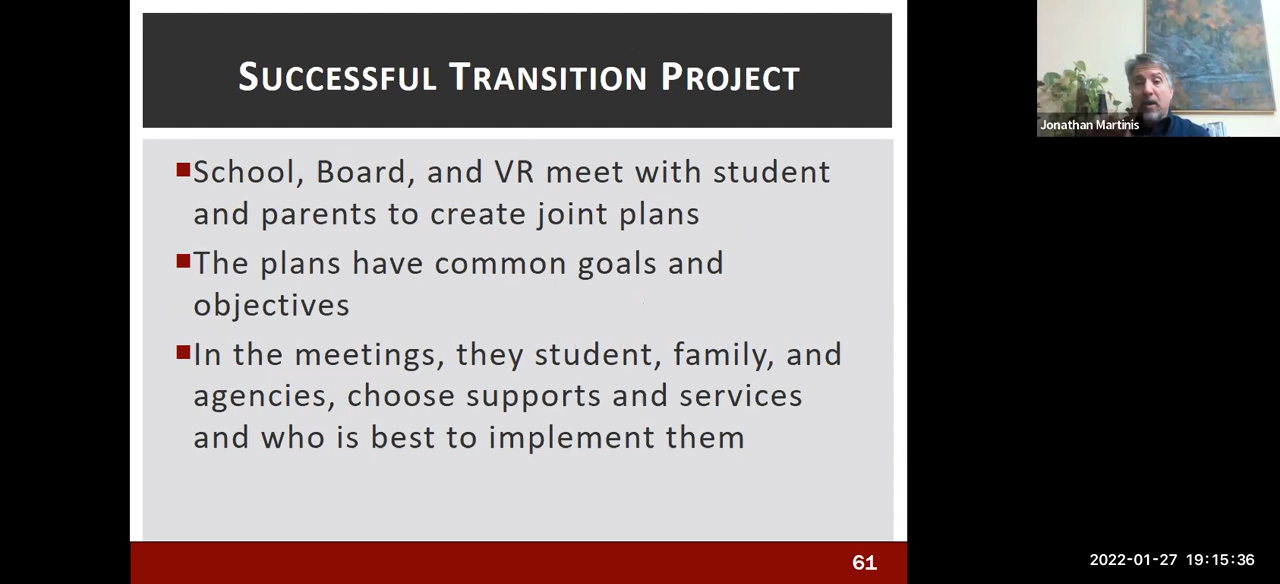 SUCCESSFUL TRANSITION PROJECT
School, Board, and VR meet with student
and parents to create joint plans
The plans have common goals and
objectives
In the meetings, they student, family, and
agencies, choose supports and services
and who is best to implement them
61
Jonathan Martinis
2022-01-27 19:15:36